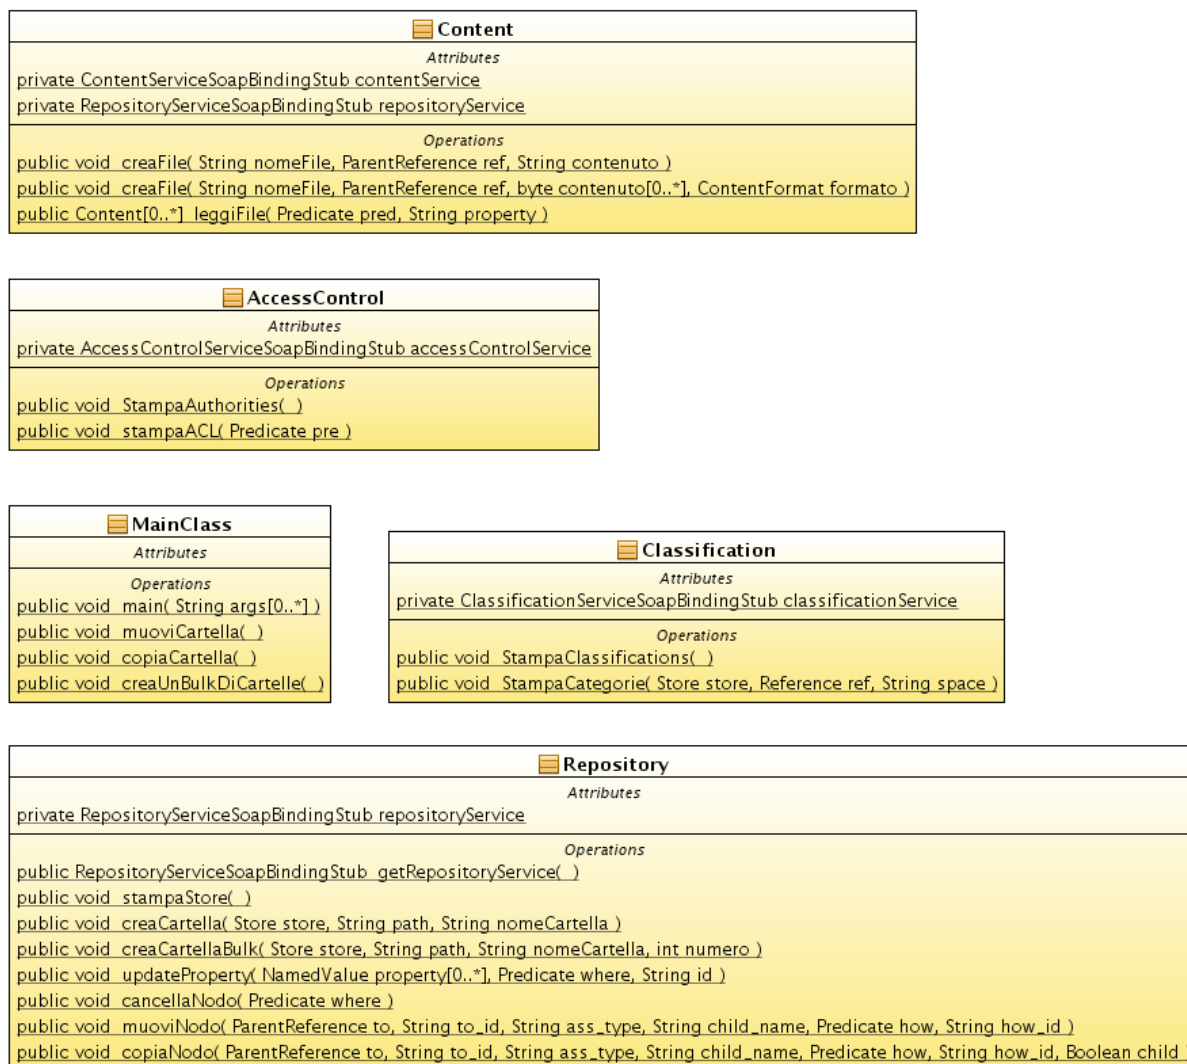 Content
Attributes
private ContentServiceSoapBindingStub contentService
private RepositoryServiceSoapBindingStub repositoryService
Operations
public void creaFile( String nomeFile, ParentReference ref, String contenuto )
public void creaFile( String nomeFile, ParentReference ref, byte contenuto[0..*], ContentFormat formato )
public Content[0..*] leggiFile( Predicate pred, String property )
AccessControl
Attributes
private AccessControlServiceSoapBindingStub accessControlService
Operations
public void StampaAuthorities( )
public void stampaACL( Predicate pre )
MainClass
Attributes
Operations
public void main( String args[0..*] )
public void muoviCartella( )
public void copiaCartella( )
public void creaUnBulkDiCartelle( )
Classification
Attributes
private ClassificationServiceSoapBindingStub classificationService
Operations
public void StampaClassifications( )
public void StampaCategorie( Store store, Reference ref, String space )
Repository
Attributes
private RepositoryServiceSoapBindingStub repositoryService
Operations
public RepositoryServiceSoapBindingStub getRepositoryService( )
public void stampaStore( )
public void creaCartella( Store store, String path, String nomeCartella )
public void creaCartellaBulk( Store store, String path, String nomeCartella, int numero )
public void updateProperty( NamedValue property[0..*], Predicate where, String id )
public void cancellaNodo( Predicate where )
public void muoviNodo( ParentReference to, String to_id, String ass_type, String child_name, Predicate how, String how_id )
public void copiaNodo( ParentReference to, String to_id, String ass_type, String child_name, Predicate how, String how_id, Boolean child